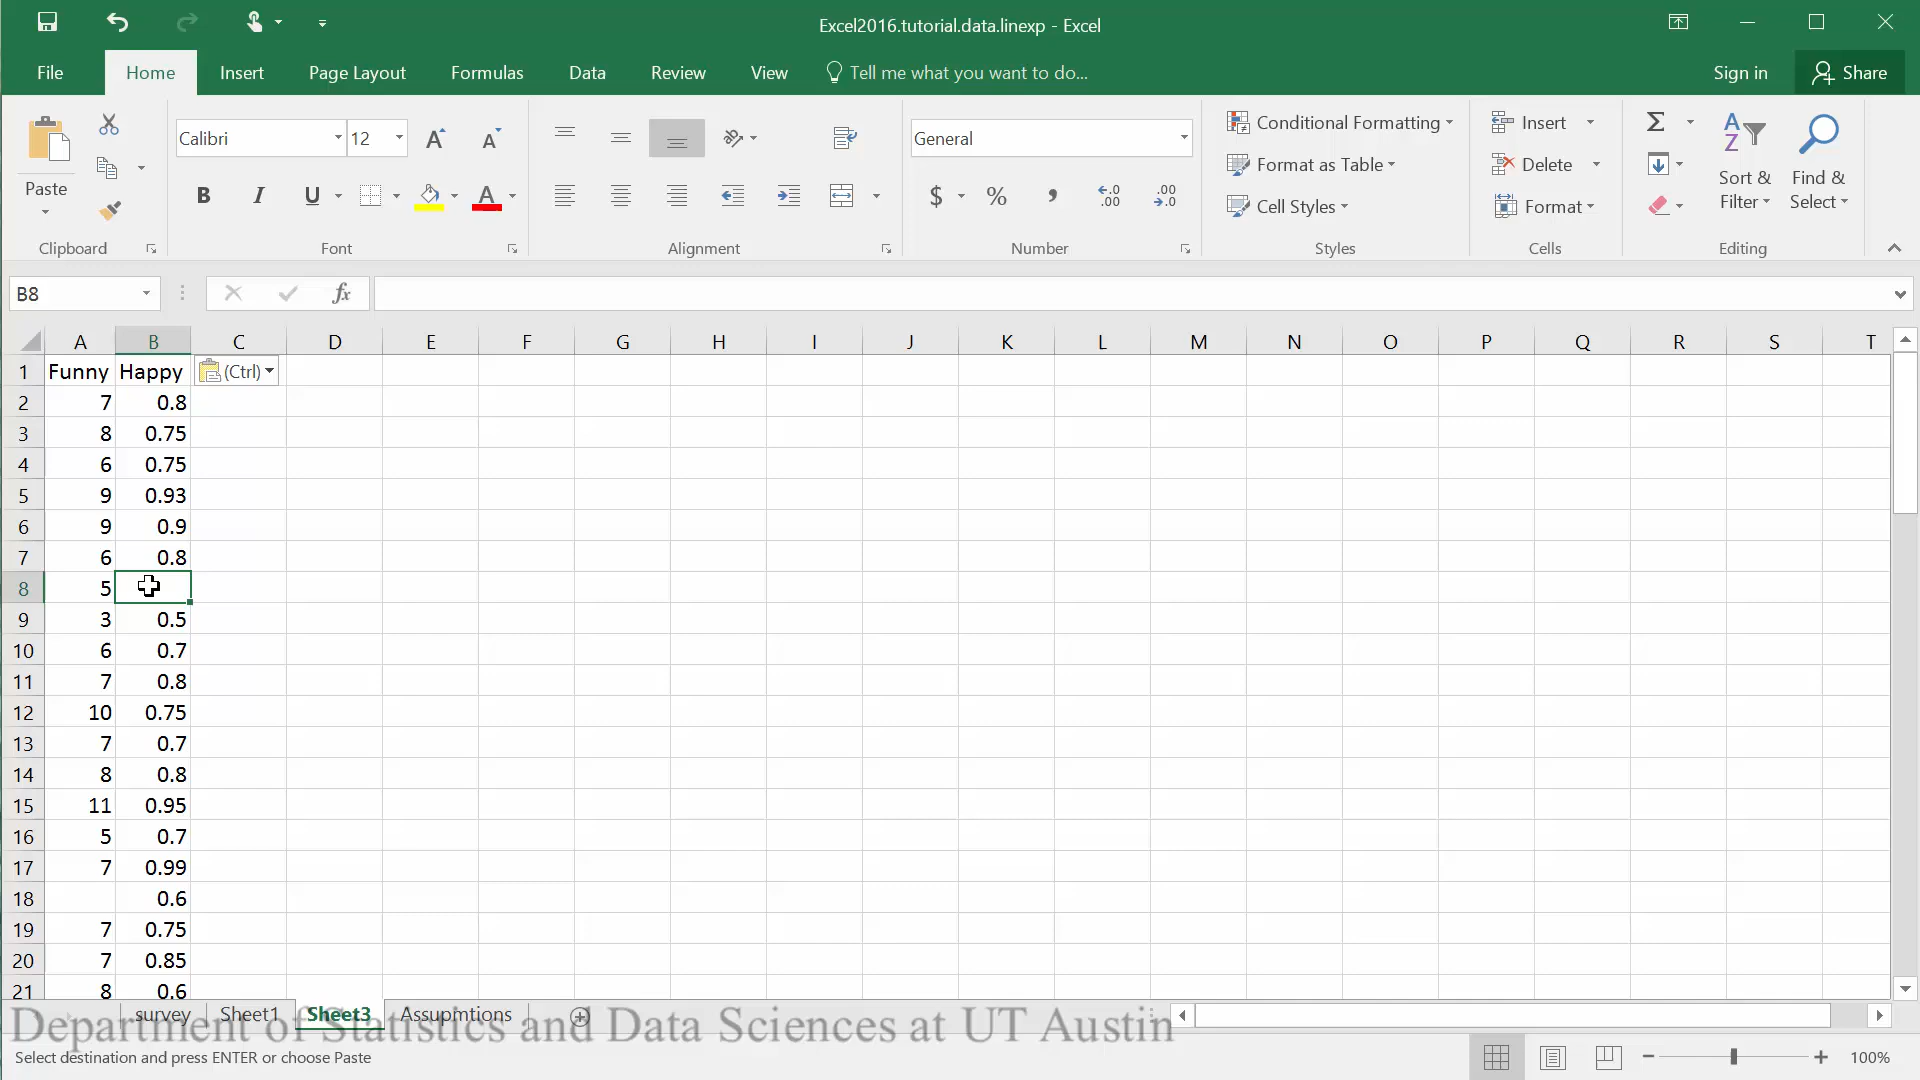 Excel2016.tutorial.data.linexp - Excel
File Home Insert Page Layout Formulas Data Review View Tell me what you want to do... Sign in Share
Paste
Clipboard
Calibri 12
B I U A
Font
Alignment
General
$ % , .0 .00 .00 .0
Number
Conditional Formatting
Format as Table
Cell Styles
Styles
Insert
Delete
Format
Cells
Σ
Sort & Filter
Find & Select
Editing
B8 fx
A B C D E F G H I J K L M N O P Q R S T
1 Funny Happy (Ctrl)
2 7 0.8
3 8 0.75
4 6 0.75
5 9 0.93
6 9 0.9
7 6 0.8
8 5
9 3 0.5
10 6 0.7
11 7 0.8
12 10 0.75
13 7 0.7
14 8 0.8
15 11 0.95
16 5 0.7
17 7 0.99
18 0.6
19 7 0.75
20 7 0.85
21 8 0.6
survey Sheet1 Sheet3 Assupmtions
Department of Statistics and Data Sciences at UT Austin
Select destination and press ENTER or choose Paste
100%